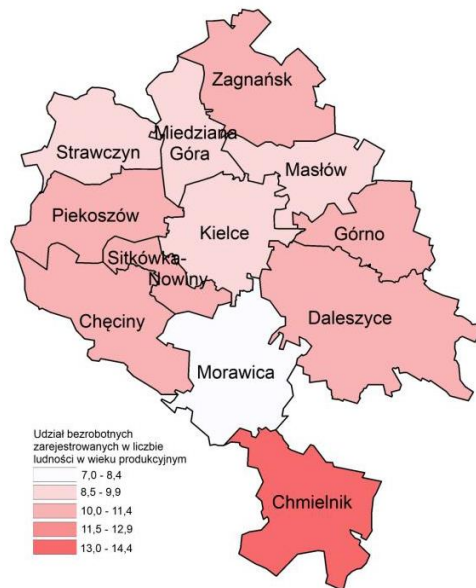 Zagnańsk
Miedziana
Góra
Strawczyn
Masłów
Piekoszów
Kielce
Górno
Sitkówka-
Nowiny
Chęciny
Daleszyce
Morawica
Udział bezrobotnych
zarejestrowanych w liczbie
ludności w wieku produkcyjnym
7,0 - 8,4
8,5 - 9,9
10,0 - 11,4
11,5 - 12,9
13,0 - 14,4
Chmielnik